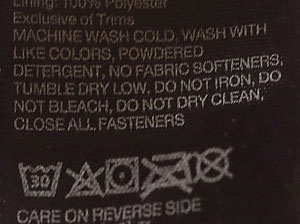 Lining: 100% Polyester
Exclusive of Trims
MACHINE WASH COLD, WASH WITH
LIKE COLORS, POWDERED
DETERGENT, NO FABRIC SOFTENERS,
TUMBLE DRY LOW, DO NOT IRON, DO
NOT BLEACH, DO NOT DRY CLEAN,
CLOSE ALL FASTENERS
30
CARE ON REVERSE SIDE